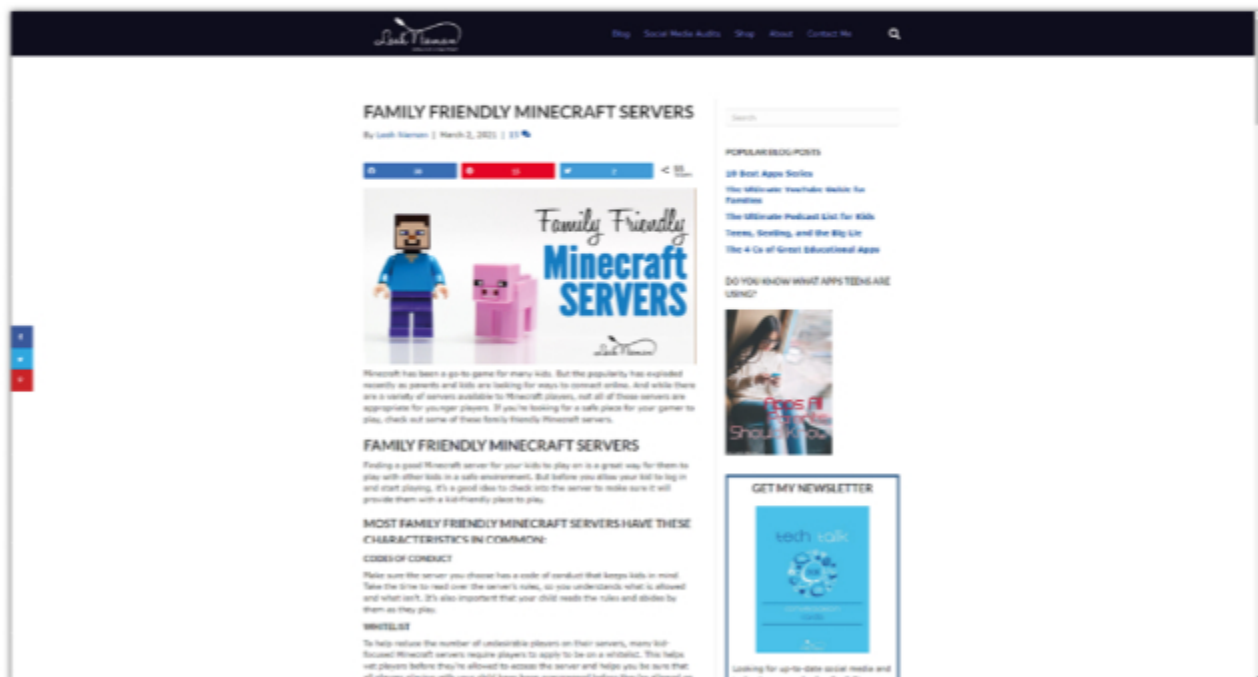 Leah Nieman
Blog Social Media Audits Shop About Contact Me
FAMILY FRIENDLY MINECRAFT SERVERS
By Leah Nieman | March 2, 2021 |
Family Friendly
Minecraft
SERVERS
Leah Nieman
Minecraft has been a go-to game for many kids. But the popularity has exploded
recently as parents and kids are looking for ways to connect online. And while there
are a variety of servers available to Minecraft players, not all of these servers are
appropriate for younger players. If you're looking for a safe place for your gamer to
play, check out some of these family friendly Minecraft servers.
FAMILY FRIENDLY MINECRAFT SERVERS
Finding a good Minecraft server for your kids to play on is a great way for them to
play with other kids in a safe environment. But before you allow your kid to log in
and start playing, it's a good idea to check into the server to make sure it will
provide them with a kid-friendly place to play.
MOST FAMILY FRIENDLY MINECRAFT SERVERS HAVE THESE
CHARACTERISTICS IN COMMON:
CODES OF CONDUCT
Make sure the server you choose has a code of conduct that keeps kids in mind.
Take the time to read over the server's rules, so you understands what is allowed
and what isn't. It's also important that your child reads the rules and abides by
them as they play.
WHITELIST
To help reduce the number of undesirable players on their servers, many kid-
focused Minecraft servers require players to apply to be on a whitelist. This helps
vet players before they're allowed to access the server and helps you be sure that
Search
POPULAR BLOG POSTS
10 Best Apps Series
The Ultimate YouTube Guide for
Families
The Ultimate Podcast List for Kids
Teens, Sexting, and the Big Lie
The 4 Cs of Great Educational Apps
DO YOU KNOW WHAT APPS TEENS ARE
USING?
Apps All
Parents
Should Know
GET MY NEWSLETTER
tech talk
Looking for up-to-date social media and